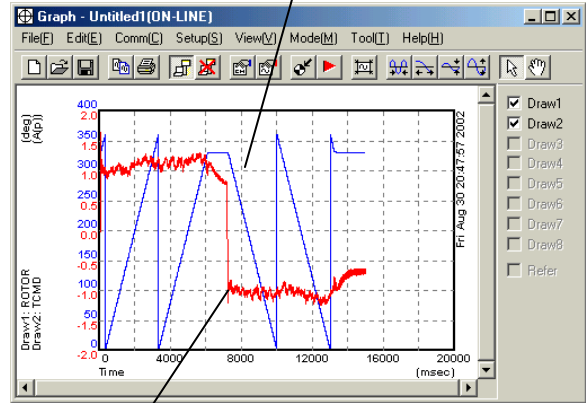 Graph - Untitled1(ON-LINE)
File(F) Edit(E) Comm(C) Setup(S) View(V) Mode(M) Tool(T) Help(H)
(deg)
(A(p))
400
2.0
350
1.5
300
1.0
250
0.5
200
0.0
150
-0.5
100
-1.0
50
-1.5
0
-2.0
0 4000 8000 12000 16000 20000
Time (msec)
Draw1: ROTOR
Draw2: TCMD
Fri Aug 30 20:47:57 2002
Draw1
Draw2
Draw3
Draw4
Draw5
Draw6
Draw7
Draw8
Refer